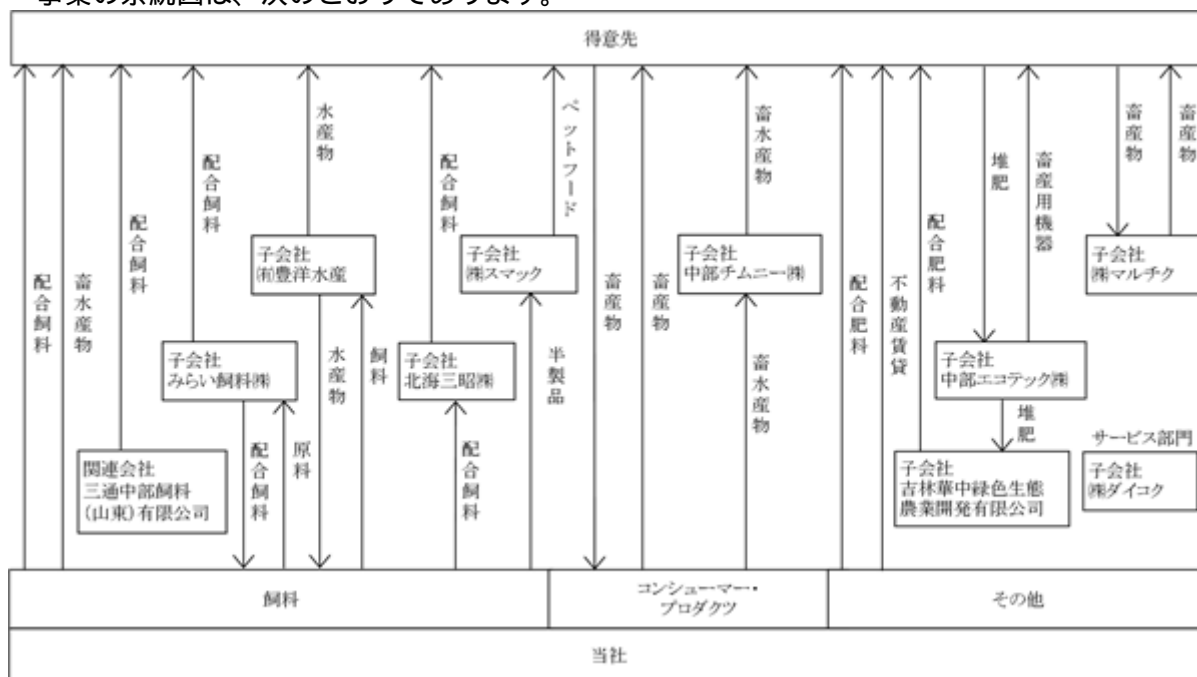 事業の系統図は、次のとおりであります。
得意先
配合飼料
畜水産物
配合飼料
配合飼料
水産物
配合飼料
ペットフード
畜産物
畜産物
畜水産物
配合肥料
不動産賃貸
配合肥料
堆肥
畜産用機器
畜産物
畜産物
子会社
㈲豊洋水産
子会社
㈱スマック
子会社
中部チムニー㈱
子会社
㈱マルチク
子会社
みらい飼料㈱
水産物
飼料
子会社
北海三昭㈱
半製品
畜水産物
子会社
中部エコテック㈱
堆肥
関連会社
三通中部飼料
(山東)有限公司
配合飼料
原料
配合飼料
子会社
吉林華中緑色生態
農業開発有限公司
サービス部門
子会社
㈱ダイコク
飼料
コンシューマー・
プロダクツ
その他
当社